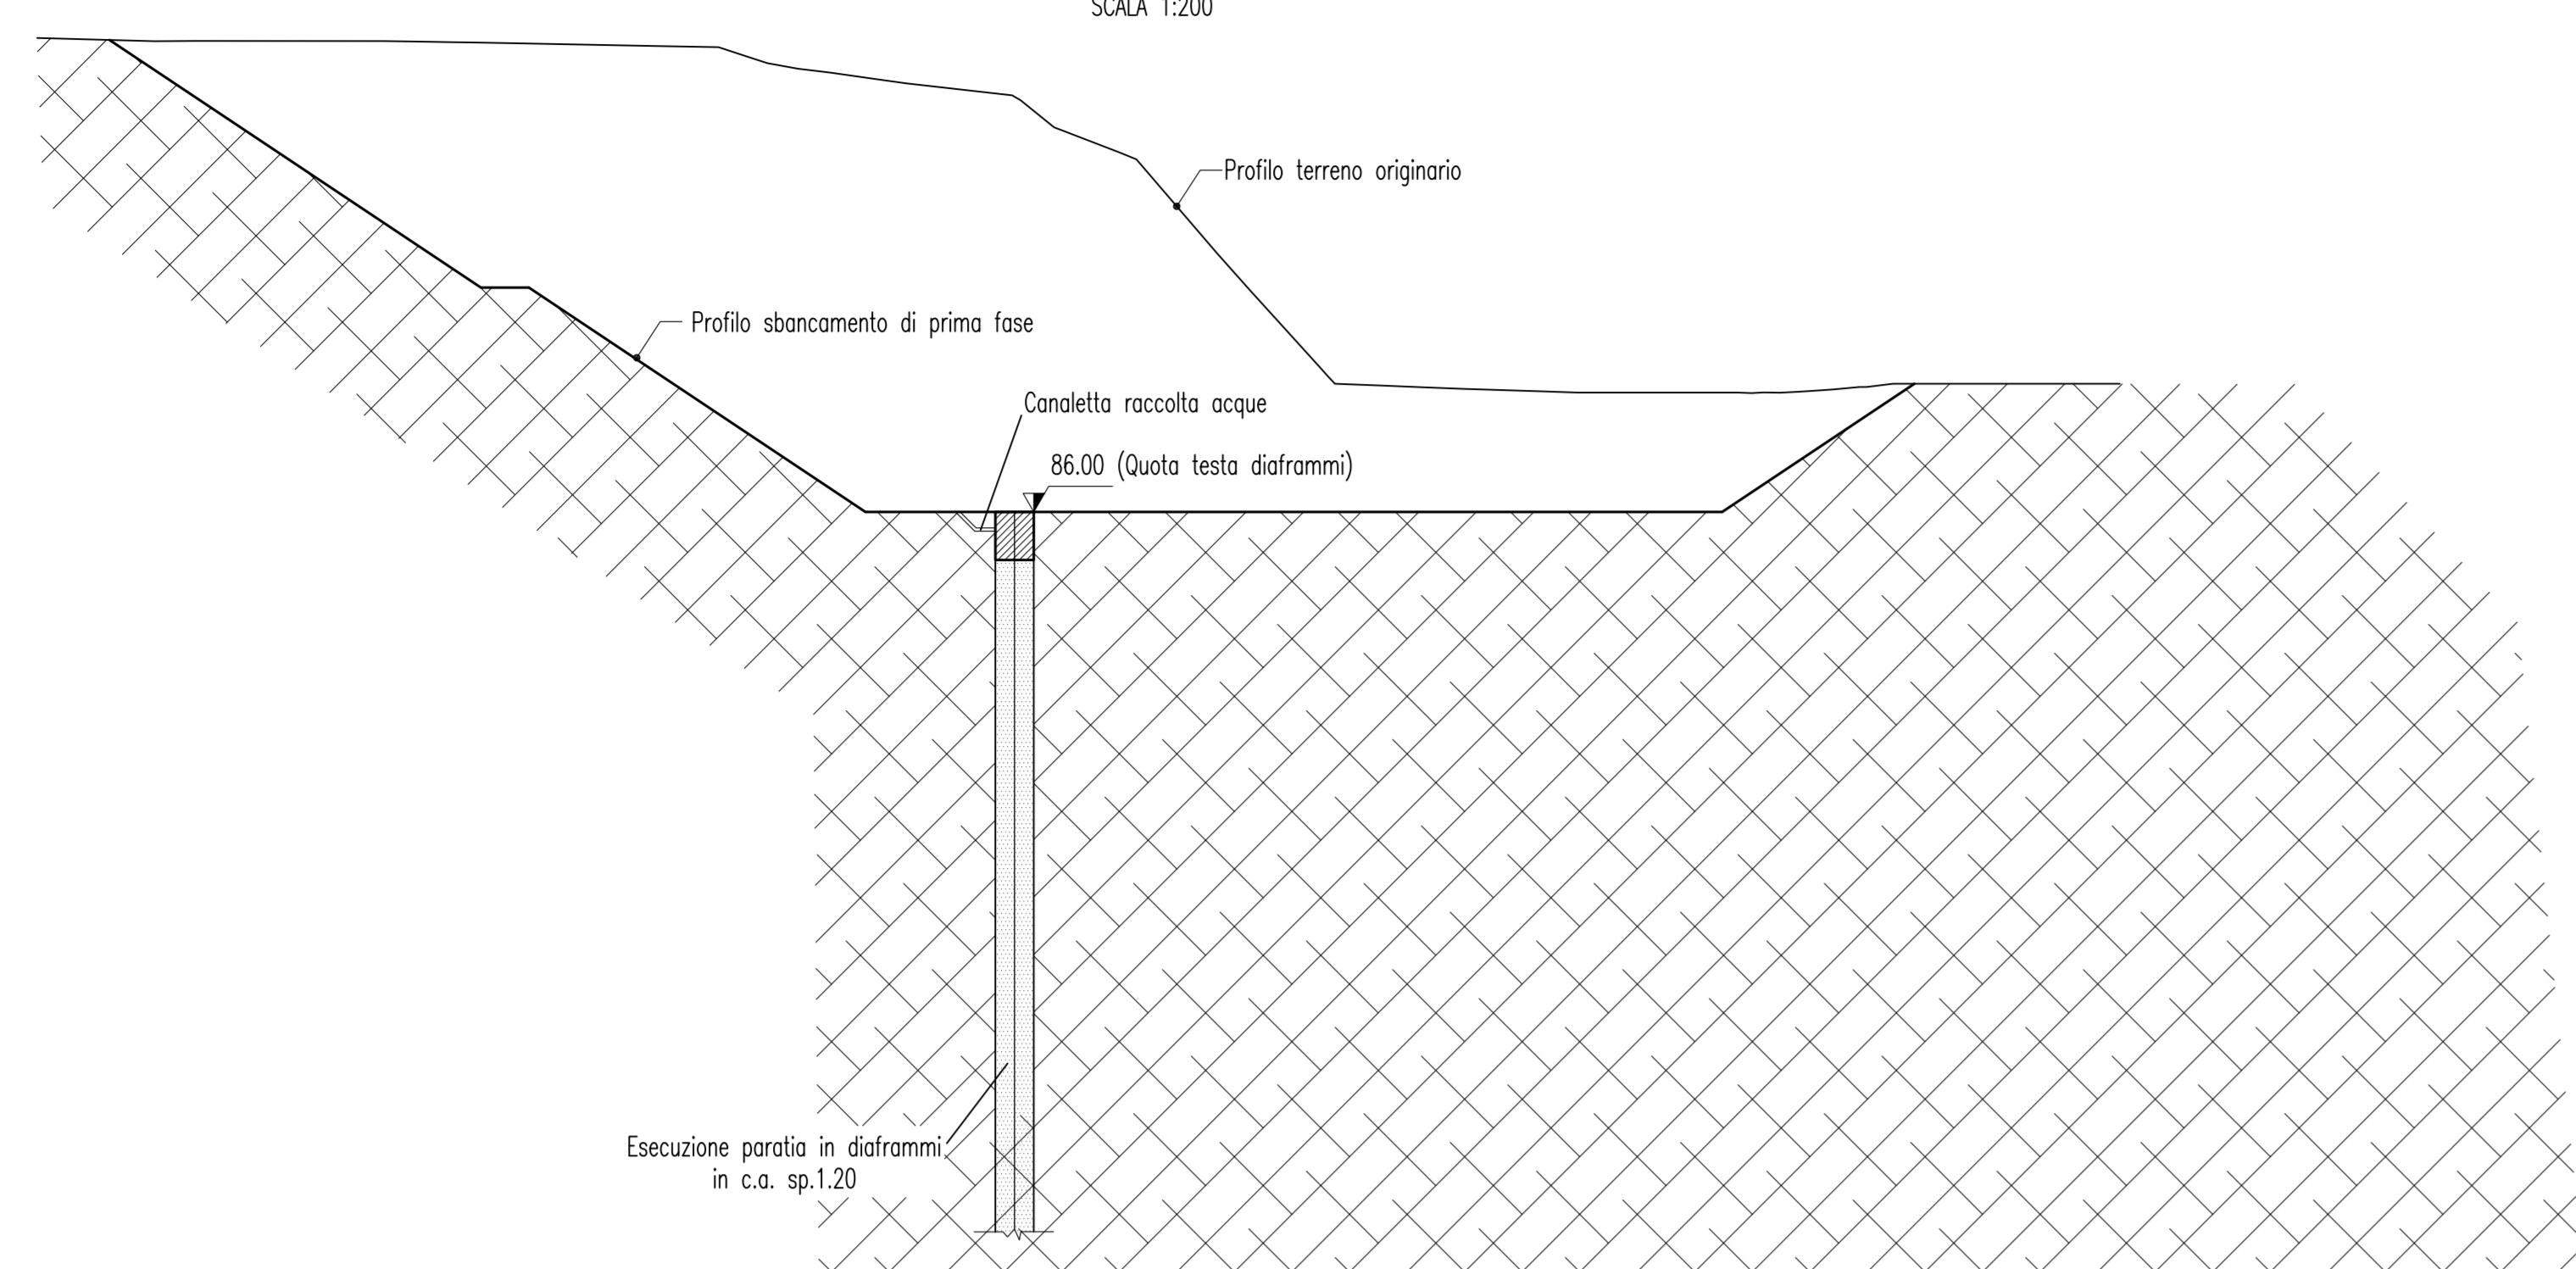 SCALA 1:200
Profilo terreno originario
Profilo sbancamento di prima fase
Canaletta raccolta acque
86.00 (Quota testa diaframmi)
Esecuzione paratia in diaframmi
in c.a. sp.1.20